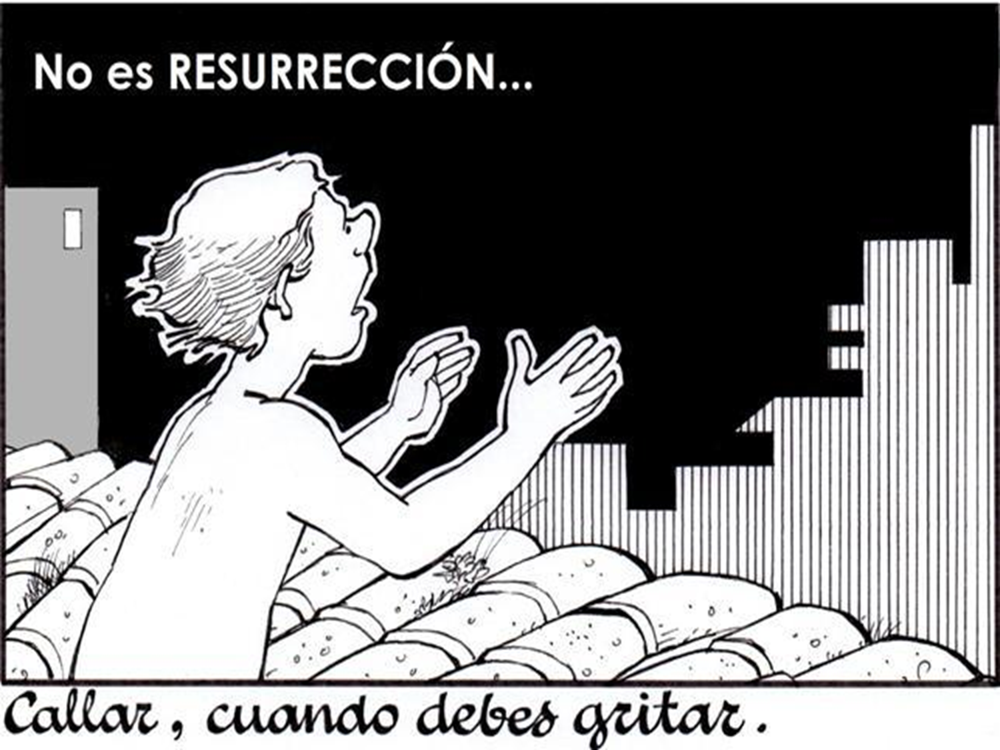 No es RESURRECCIÓN...
Callar, cuando debes gritar.